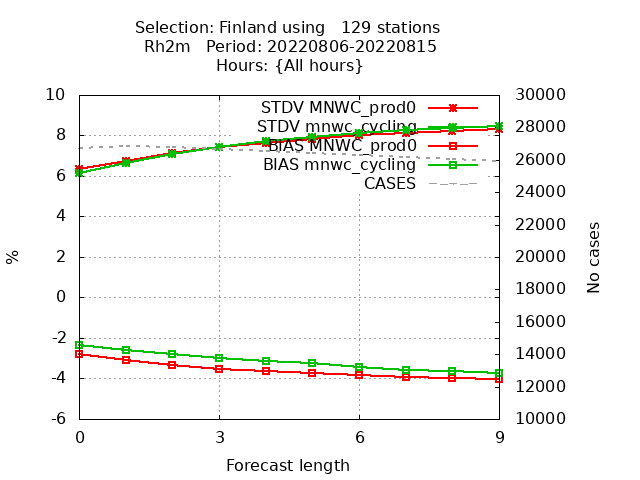 Selection: Finland using   129 stations
Rh2m   Period: 20220806-20220815
Hours: {All hours}
STDV MNWC_prod0
STDV mnwc_cycling
BIAS MNWC_prod0
BIAS mnwc_cycling
CASES
10
8
6
4
2
0
-2
-4
-6
%
30000
28000
26000
24000
22000
20000
18000
16000
14000
12000
10000
No cases
0 3 6 9
Forecast length